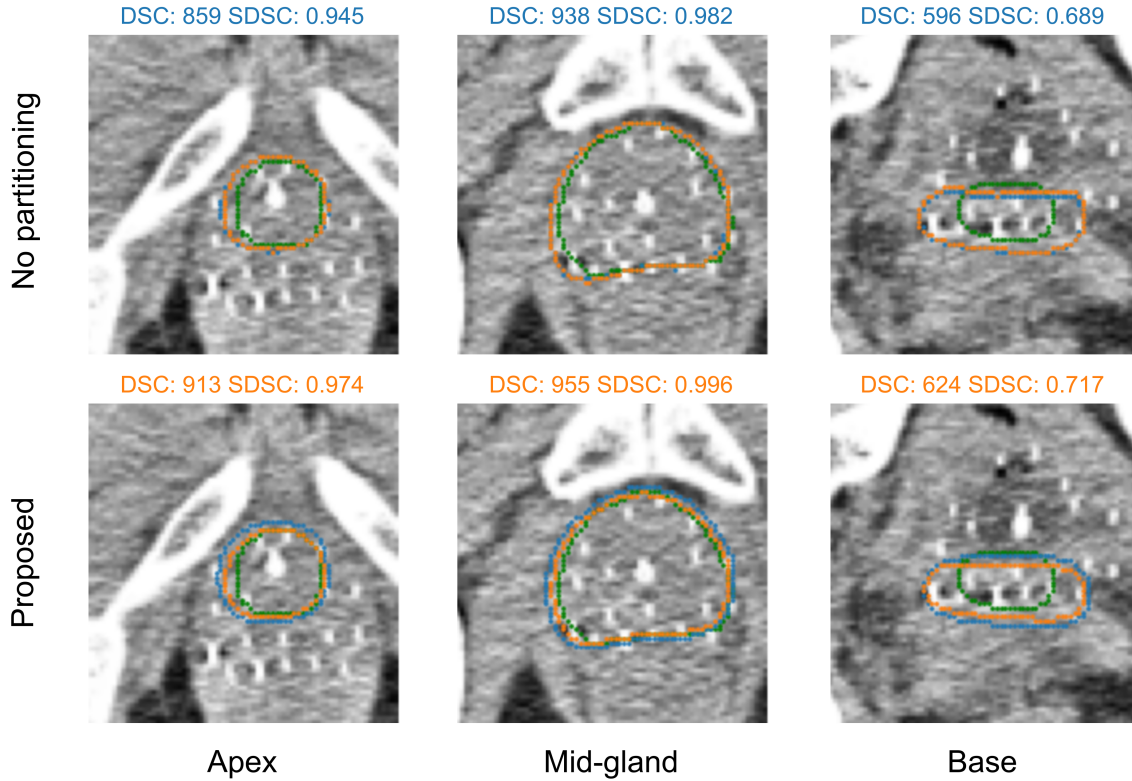 DSC: 859 SDSC: 0.945
DSC: 938 SDSC: 0.982
DSC: 596 SDSC: 0.689
No partitioning
DSC: 913 SDSC: 0.974
DSC: 955 SDSC: 0.996
DSC: 624 SDSC: 0.717
Proposed
Apex
Mid-gland
Base